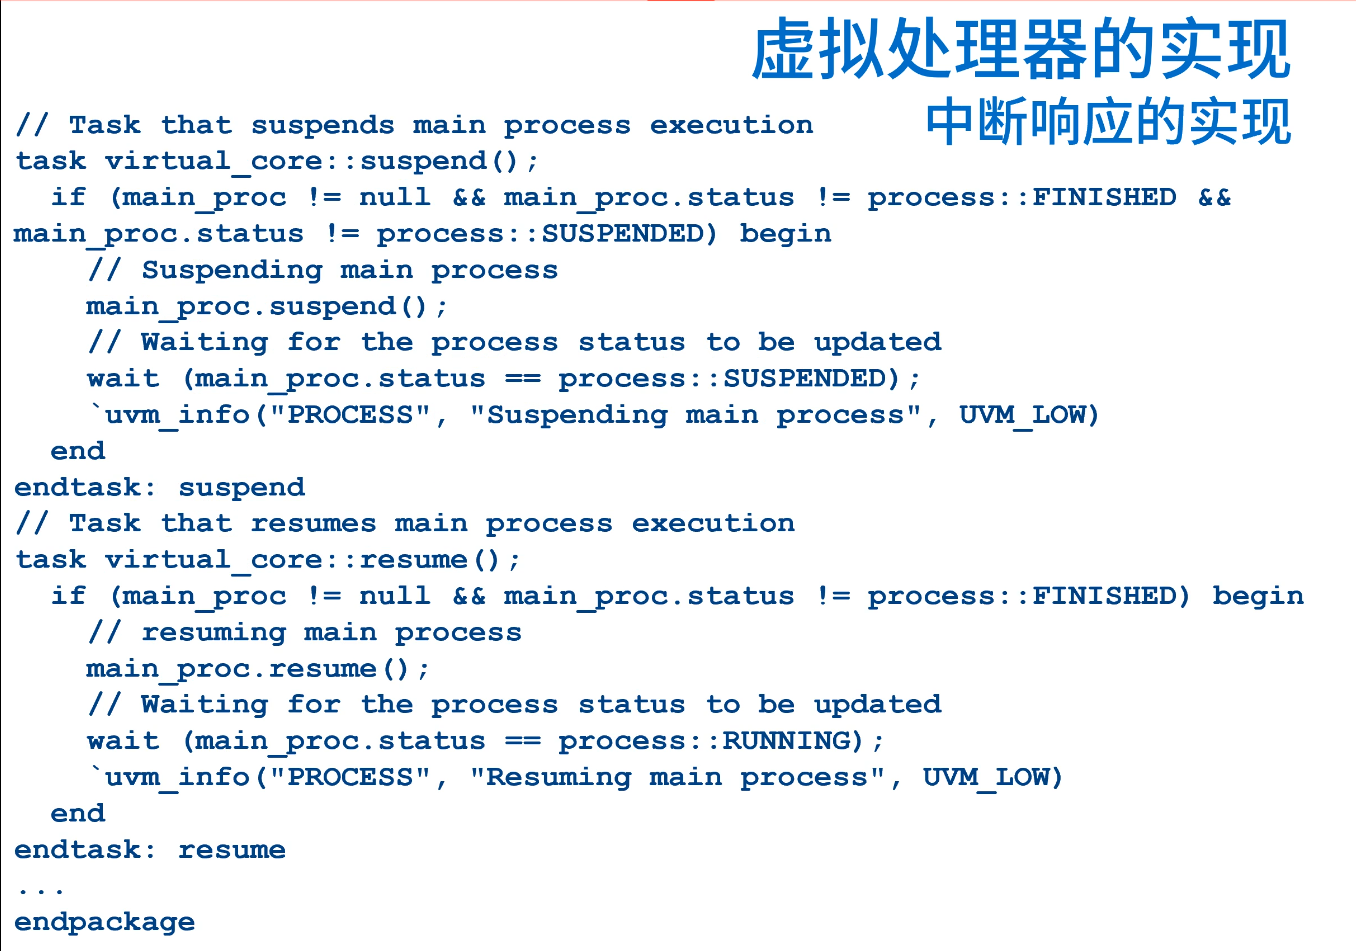 虚拟处理器的实现
中断响应的实现
// Task that suspends main process execution
task virtual_core::suspend();
  if (main_proc != null && main_proc.status != process::FINISHED &&
main_proc.status != process::SUSPENDED) begin
    // Suspending main process
    main_proc.suspend();
    // Waiting for the process status to be updated
    wait (main_proc.status == process::SUSPENDED);
    `uvm_info("PROCESS", "Suspending main process", UVM_LOW)
  end
endtask: suspend
// Task that resumes main process execution
task virtual_core::resume();
  if (main_proc != null && main_proc.status != process::FINISHED) begin
    // resuming main process
    main_proc.resume();
    // Waiting for the process status to be updated
    wait (main_proc.status == process::RUNNING);
    `uvm_info("PROCESS", "Resuming main process", UVM_LOW)
  end
endtask: resume
...
endpackage